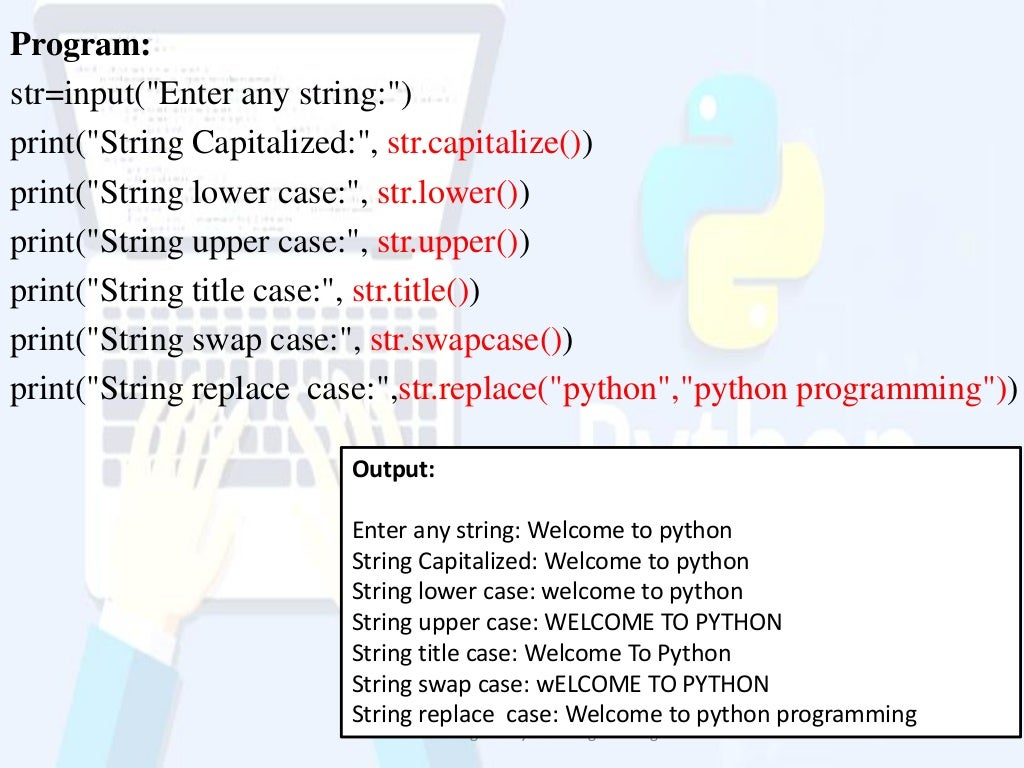 Program:
str=input("Enter any string:")
print("String Capitalized:", str.capitalize())
print("String lower case:", str.lower())
print("String upper case:", str.upper())
print("String title case:", str.title())
print("String swap case:", str.swapcase())
print("String replace  case:",str.replace("python","python programming"))
Python
Output:
Enter any string: Welcome to python
String Capitalized: Welcome to python
String lower case: welcome to python
String upper case: WELCOME TO PYTHON
String title case: Welcome To Python
String swap case: wELCOME TO PYTHON
String replace  case: Welcome to python programming